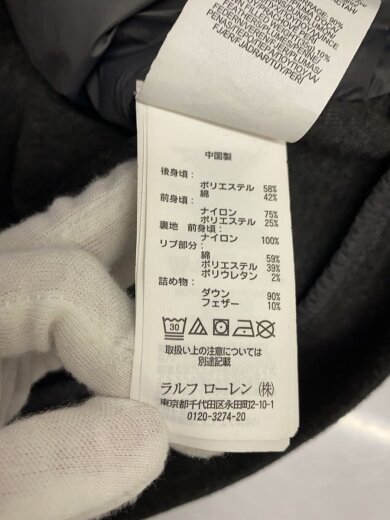 中国製
後身頃:
ポリエステル 58%
綿 42%
前身頃:
ナイロン 75%
ポリエステル 25%
裏地 前身頃:
ナイロン 100%
リブ部分:
綿 59%
ポリエステル 39%
ポリウレタン 2%
詰め物:
ダウン 90%
フェザー 10%
30
取扱い上の注意については
別途記載
ラルフ ローレン (株)
東京都千代田区永田町2-10-1
0120-3274-20